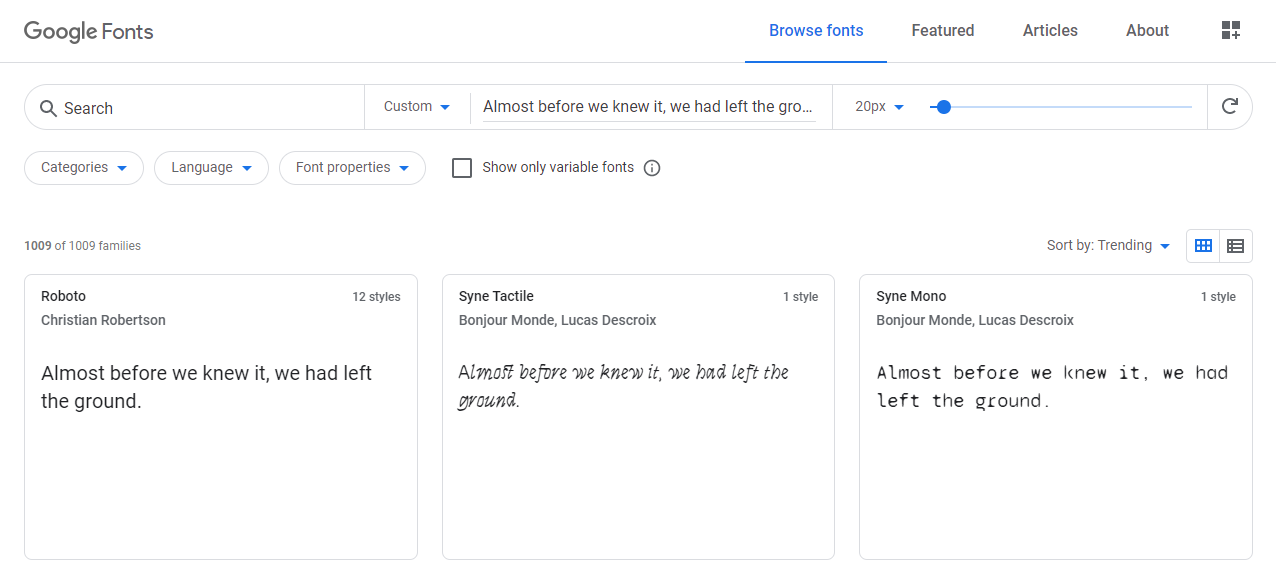 Google Fonts
Browse fonts
Featured
Articles
About
Search
Custom
Almost before we knew it, we had left the gro...
20px
Categories
Language
Font properties
Show only variable fonts
1009 of 1009 families
Sort by: Trending
Roboto
12 styles
Christian Robertson
Almost before we knew it, we had left
the ground.
Syne Tactile
1 style
Bonjour Monde, Lucas Descroix
Almost before we knew it, we had left the
ground.
Syne Mono
1 style
Bonjour Monde, Lucas Descroix
Almost before we knew it, we had
left the ground.